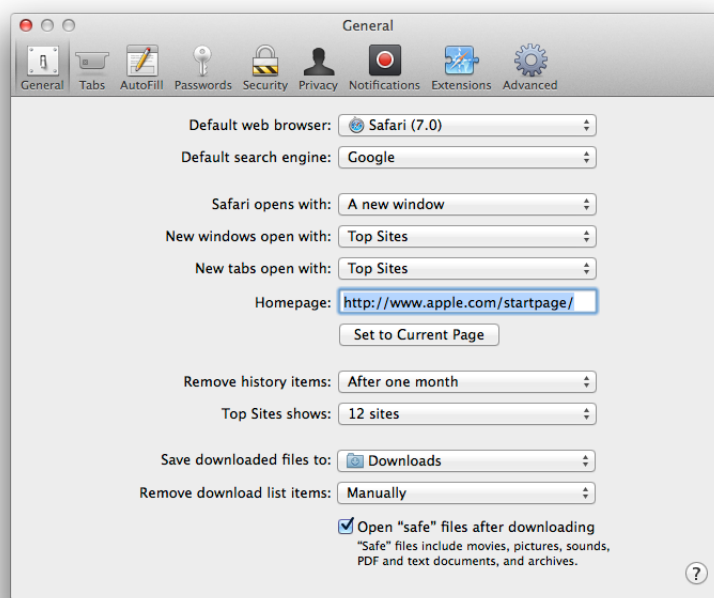 General
General Tabs AutoFill Passwords Security Privacy Notifications Extensions Advanced
Default web browser: Safari (7.0)
Default search engine: Google
Safari opens with: A new window
New windows open with: Top Sites
New tabs open with: Top Sites
Homepage: http://www.apple.com/startpage/
Set to Current Page
Remove history items: After one month
Top Sites shows: 12 sites
Save downloaded files to: Downloads
Remove download list items: Manually
Open “safe” files after downloading
“Safe” files include movies, pictures, sounds,
PDF and text documents, and archives.
?